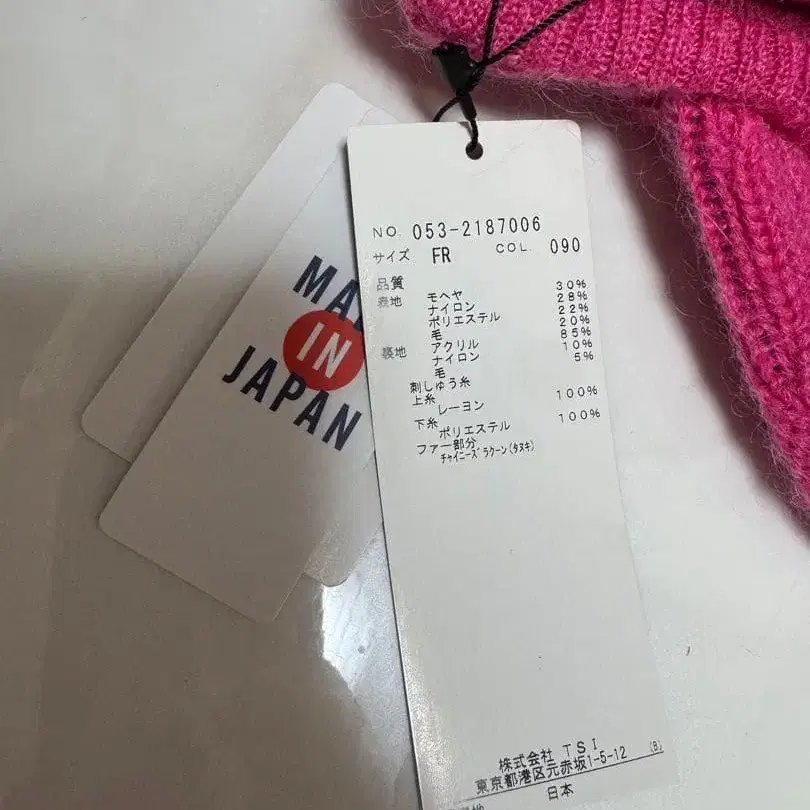 MA
IN
JAPAN
NO. 053-2187006
サイズ FR COL. 090
品質
表地 モヘヤ 30%
ナイロン 28%
ポリエステル 22%
毛 20%
裏地 アクリル 85%
ナイロン 10%
毛 5%
刺しゅう糸
上糸
レーヨン 100%
下糸
ポリエステル 100%
ファー部分
チャイニーズラクーン(タヌキ)
株式会社 TSI
東京都港区元赤坂1-5-12 (B)
日本